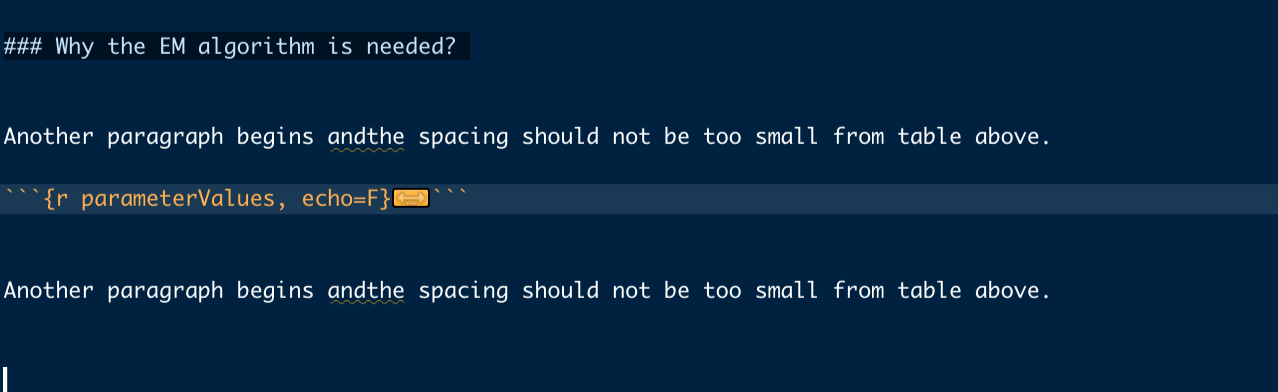 ### Why the EM algorithm is needed?
Another paragraph begins andthe spacing should not be too small from table above.
```{r parameterValues, echo=F}```
Another paragraph begins andthe spacing should not be too small from table above.